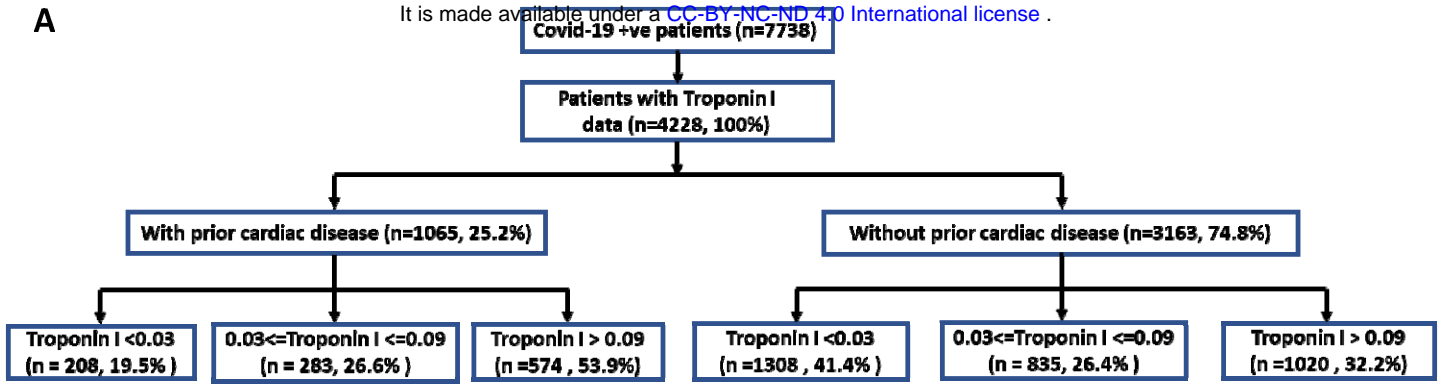 It is made available under a CC-BY-NC-ND 4.0 International license .
A
Covid-19 +ve patients (n=7738)
Patients with Troponin I
data (n=4228, 100%)
With prior cardiac disease (n=1065, 25.2%)
Without prior cardiac disease (n=3163, 74.8%)
Troponin I <0.03
(n = 208, 19.5% )
0.03<=Troponin I <=0.09
(n = 283, 26.6% )
Troponin I > 0.09
(n =574 , 53.9%)
Troponin I <0.03
(n =1308 , 41.4% )
0.03<=Troponin I <=0.09
(n = 835, 26.4% )
Troponin I > 0.09
(n =1020 , 32.2%)